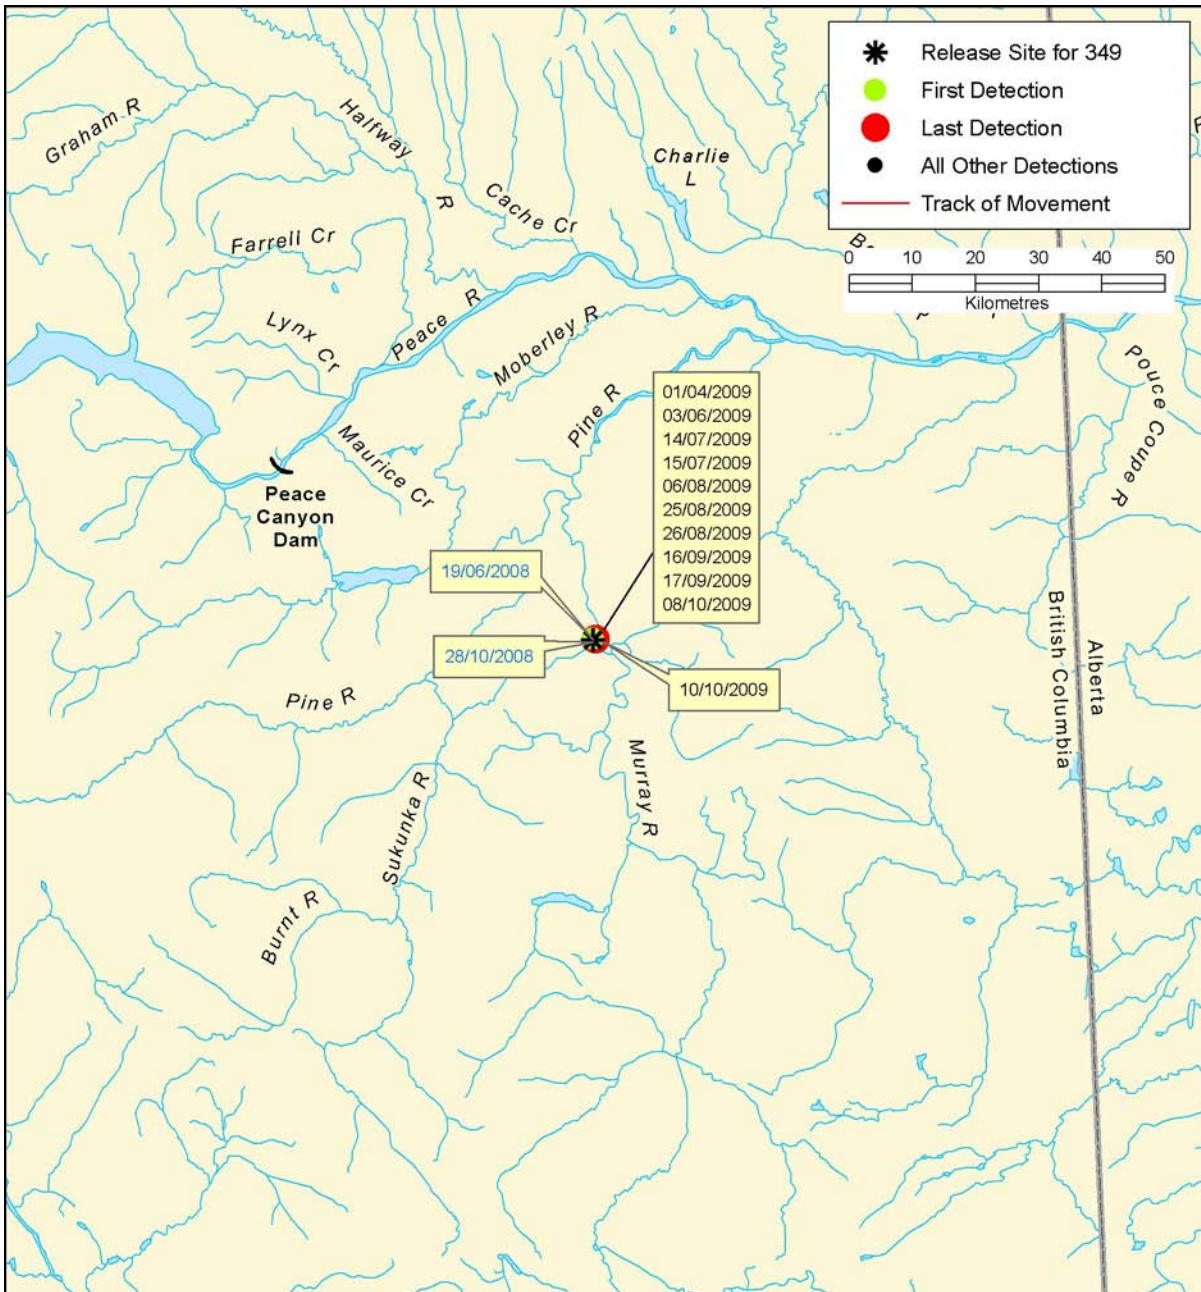 Release Site for 349
First Detection
Last Detection
All Other Detections
Track of Movement
0 10 20 30 40 50
Kilometres
Graham R
Halfway
R
Charlie
L
Cache Cr
Farrell Cr
Lynx Cr
Peace R
Moberley R
Pine R
Maurice Cr
Pouce Coupe R
Peace
Canyon
Dam
01/04/2009
03/06/2009
14/07/2009
15/07/2009
06/08/2009
25/08/2009
26/08/2009
16/09/2009
17/09/2009
08/10/2009
19/06/2008
28/10/2008
10/10/2009
British Columbia
Alberta
Pine R
Murray R
Sukunka R
Burnt R